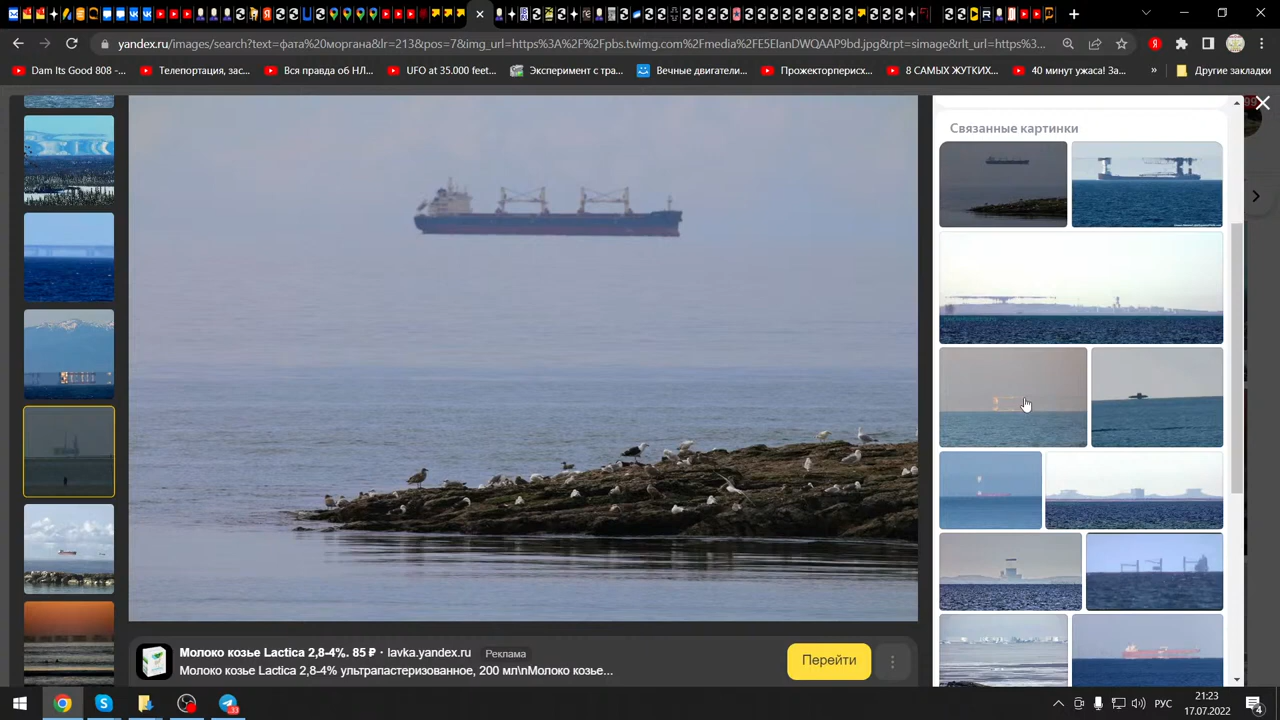 yandex.ru/images/search?text=фата%20моргана&lr=213&pos=7&img_url=https%3A%2F%2Fpbs.twimg.com%2Fmedia%2FE5EIanDWQAAP9bd.jpg&rpt=simage&rlt_url=https%3...
Dam Its Good 808 -...
Телепортация, зас...
Вся правда об НЛ...
UFO at 35.000 feet...
Эксперимент с тра...
Вечные двигатели...
Прожекторперисх...
8 САМЫХ ЖУТКИХ...
40 минут ужаса! За...
»
Другие закладки
Связанные картинки
Молоко козье Lactica 2,8-4%. 85 ₽ · lavka.yandex.ru Реклама
Молоко козье Lactica 2,8-4% ультрапастеризованное, 200 мл\nМолоко козье...
Перейти
РУС
21:23
17.07.2022
4